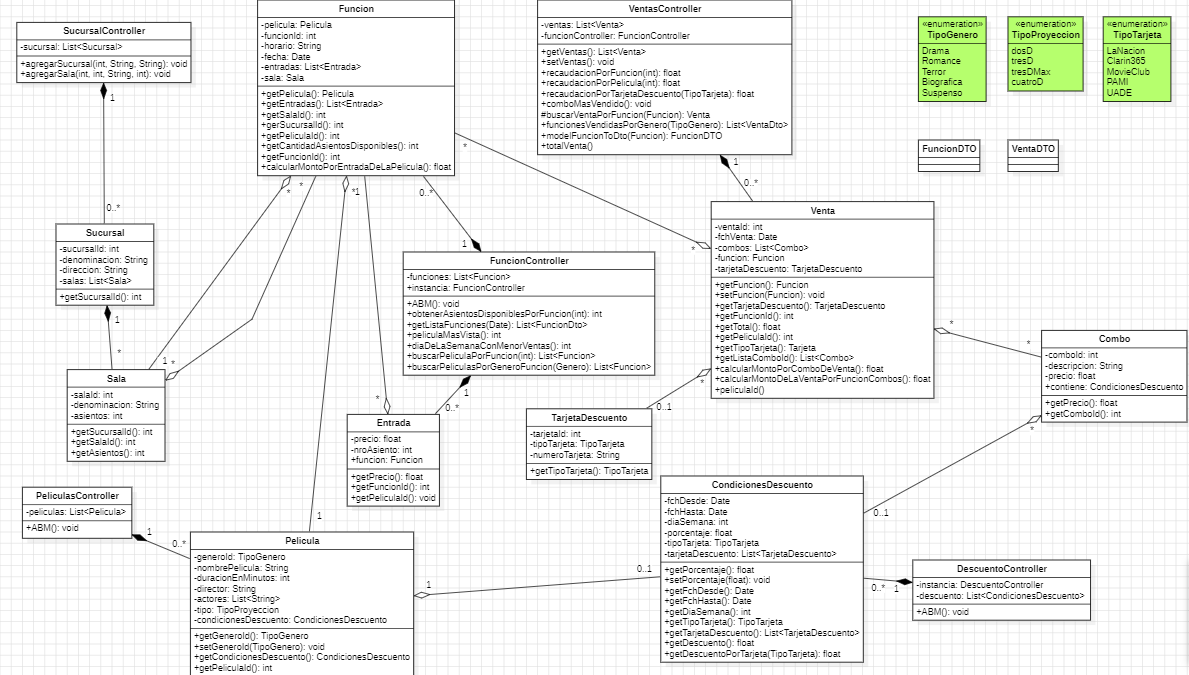 SucursalController
-sucursal: List<Sucursal>
+agregarSucursal(int, String, String): void
+agregarSala(int, int, String, int): void
1
0..*
Funcion
-pelicula: Pelicula
-funcionId: int
-horario: String
-fecha: Date
-entradas: List<Entrada>
-sala: Sala
+getPelicula(): Pelicula
+getEntradas(): List<Entrada>
+getSalaId(): int
+gerSucursalId(): int
+getPeliculaId(): int
+getCantidadAsientosDisponibles(): int
+getFuncionId(): int
+calcularMontoPorEntradaDeLaPelicula(): float
*
*
*1
0..*
*
VentasController
-ventas: List<Venta>
-funcionController: FuncionController
+getVentas(): List<Venta>
+setVentas(): void
+recaudacionPorFuncion(int): float
+recaudacionPorPelicula(int): float
+recaudacionPorTarjetaDescuento(TipoTarjeta): float
+comboMasVendido(): void
#buscarVentaPorFuncion(Funcion): Venta
+funcionesVendidasPorGenero(TipoGenero): List<VentaDto>
+modelFuncionToDto(Funcion): FuncionDTO
+totalVenta()
1
0..*
«enumeration»
TipoGenero
Drama
Romance
Terror
Biografica
Suspenso
«enumeration»
TipoProyeccion
dosD
tresD
tresDMax
cuatroD
«enumeration»
TipoTarjeta
LaNacion
Clarin365
MovieClub
PAMI
UADE
FuncionDTO
VentaDTO
Sucursal
-sucursalId: int
-denominacion: String
-direccion: String
-salas: List<Sala>
+getSucursalId(): int
1
*
FuncionController
-funciones: List<Funcion>
+instancia: FuncionController
+ABM(): void
+obtenerAsientosDisponiblesPorFuncion(int): int
+getListaFunciones(Date): List<FuncionDto>
+peliculaMasVista(): int
+diaDeLaSemanaConMenorVentas(): int
+buscarPeliculaPorFuncion(int): List<Funcion>
+buscarPeliculasPorGeneroFuncion(Genero): List<Funcion>
1
1
0..*
Venta
-ventaId: int
-fchVenta: Date
-combos: List<Combo>
-funcion: Funcion
-tarjetaDescuento: TarjetaDescuento
+getFuncion(): Funcion
+setFuncion(Funcion): void
+getTarjetaDescuento(): TarjetaDescuento
+getFuncionId(): int
+getTotal(): float
+getPeliculaId(): int
+getTipoTarjeta(): Tarjeta
+getListaComboId(): List<Combo>
+calcularMontoPorComboDeVenta(): float
+calcularMontoDeLaVentaPorFuncionCombos(): float
+peliculaId()
*
*
*
*
0..1
Combo
-comboId: int
-descripcion: String
-precio: float
+contiene: CondicionesDescuento
+getPrecio(): float
+getComboId(): int
*
0..1
Sala
-salaId: int
-denominacion: String
-asientos: int
+getSucursalId(): int
+getSalaId(): int
+getAsientos(): int
1
*
Entrada
-precio: float
-nroAsiento: int
+funcion: Funcion
+getPrecio(): float
+getFuncionId(): int
+getPeliculaId(): void
*
TarjetaDescuento
-tarjetaId: int
-tipoTarjeta: TipoTarjeta
-numeroTarjeta: String
+getTipoTarjeta(): TipoTarjeta
CondicionesDescuento
-fchDesde: Date
-fchHasta: Date
-diaSemana: int
-porcentaje: float
-tipoTarjeta: TipoTarjeta
-tarjetaDescuento: List<TarjetaDescuento>
+getPorcentaje(): float
+setPorcentaje(float): void
+getFchDesde(): Date
+getFchHasta(): Date
+getDiaSemana(): int
+getTipoTarjeta(): TipoTarjeta
+getTarjetaDescuento(): List<TarjetaDescuento>
+getDescuento(): float
+getDescuentoPorTarjeta(TipoTarjeta): float
0..1
0..*
1
DescuentoController
-instancia: DescuentoController
-descuento: List<CondicionesDescuento>
+ABM(): void
PeliculasController
-peliculas: List<Pelicula>
+ABM(): void
1
0..*
Pelicula
-generoId: TipoGenero
-nombrePelicula: String
-duracionEnMinutos: int
-director: String
-actores: List<String>
-tipo: TipoProyeccion
-condicionesDescuento: CondicionesDescuento
+getGeneroId(): TipoGenero
+setGeneroId(TipoGenero): void
+getCondicionesDescuento(): CondicionesDescuento
+getPeliculaId(): int
1
1